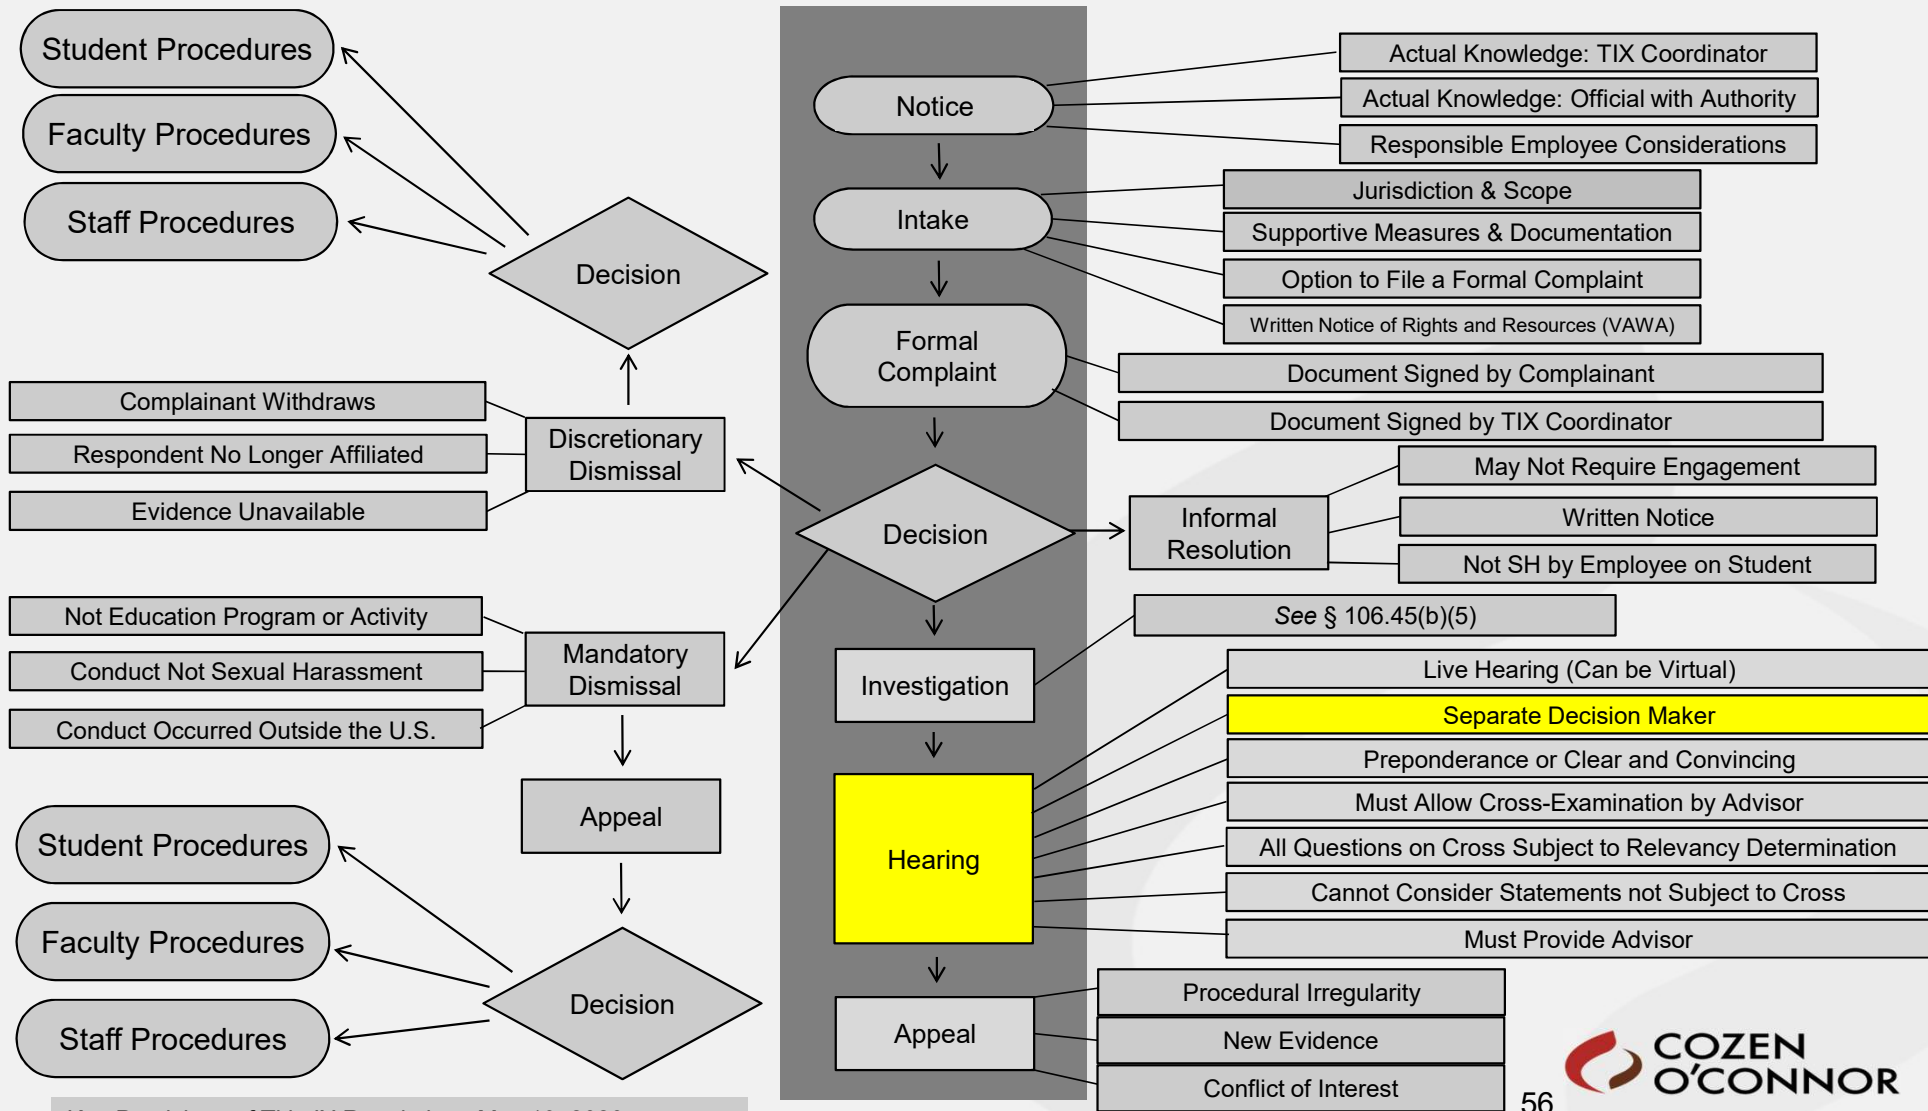 Student Procedures
Faculty Procedures
Staff Procedures
Decision
Complainant Withdraws
Respondent No Longer Affiliated
Evidence Unavailable
Discretionary
Dismissal
Not Education Program or Activity
Conduct Not Sexual Harassment
Conduct Occurred Outside the U.S.
Mandatory
Dismissal
Appeal
Student Procedures
Faculty Procedures
Staff Procedures
Decision
Notice
Actual Knowledge: TIX Coordinator
Actual Knowledge: Official with Authority
Responsible Employee Considerations
Intake
Jurisdiction & Scope
Supportive Measures & Documentation
Option to File a Formal Complaint
Written Notice of Rights and Resources (VAWA)
Formal
Complaint
Document Signed by Complainant
Document Signed by TIX Coordinator
Decision
Informal
Resolution
May Not Require Engagement
Written Notice
Not SH by Employee on Student
Investigation
See § 106.45(b)(5)
Hearing
Live Hearing (Can be Virtual)
Separate Decision Maker
Preponderance or Clear and Convincing
Must Allow Cross-Examination by Advisor
All Questions on Cross Subject to Relevancy Determination
Cannot Consider Statements not Subject to Cross
Must Provide Advisor
Appeal
Procedural Irregularity
New Evidence
Conflict of Interest
COZEN
O'CONNOR
56